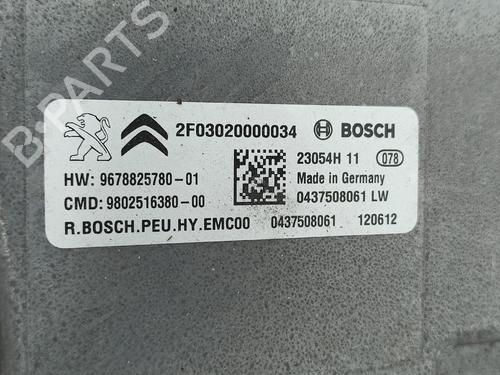 B-PARTS
2F03020000034 BOSCH
HW: 9678825780-01
CMD: 9802516380-00
R.BOSCH.PEU.HY.EMC00
23054H 11 078
Made in Germany
0437508061 LW
0437508061 120612